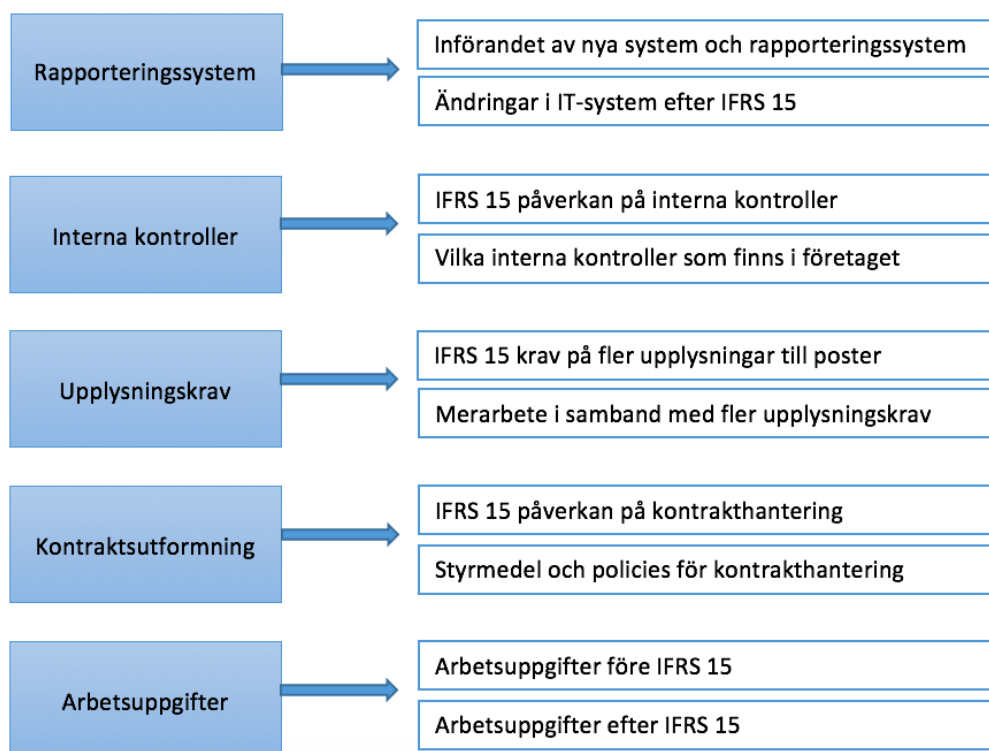 Rapporteringssystem
Införandet av nya system och rapporteringssystem
Ändringar i IT-system efter IFRS 15
Interna kontroller
IFRS 15 påverkan på interna kontroller
Vilka interna kontroller som finns i företaget
Upplysningskrav
IFRS 15 krav på fler upplysningar till poster
Merarbete i samband med fler upplysningskrav
Kontraktsutformning
IFRS 15 påverkan på kontrakthantering
Styrmedel och policies för kontrakthantering
Arbetsuppgifter
Arbetsuppgifter före IFRS 15
Arbetsuppgifter efter IFRS 15